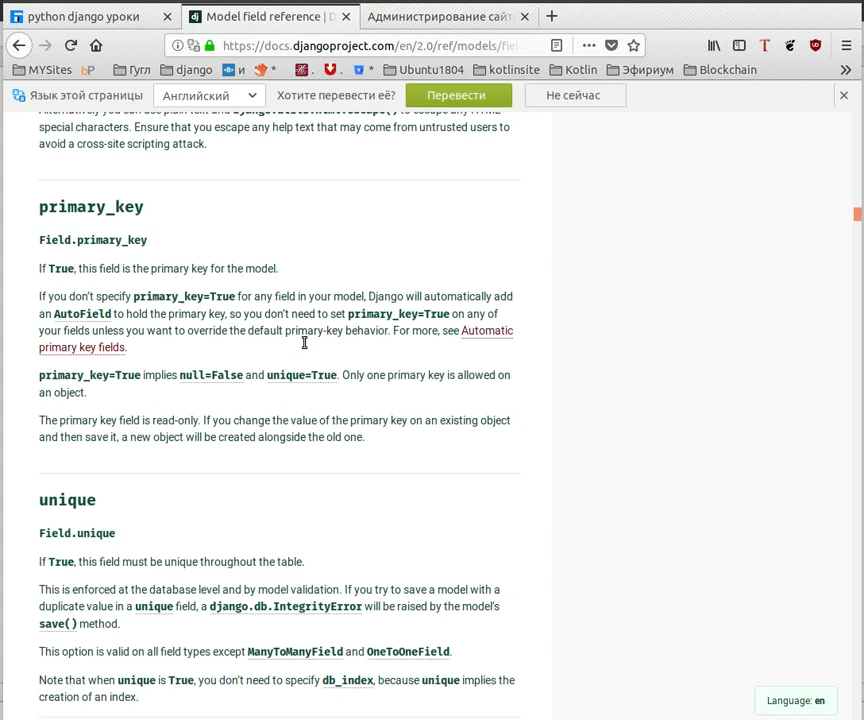 python django уроки
Model field reference | D
Администрирование сайт
https://docs.djangoproject.com/en/2.0/ref/models/fiel
MYSites
bP
Гугл
django
и
Ubuntu1804
kotlinsite
Kotlin
Эфириум
Blockchain
Язык этой страницы
Английский
Хотите перевести её?
Перевести
Не сейчас
special characters. Ensure that you escape any help text that may come from untrusted users to
avoid a cross-site scripting attack.
primary_key
Field.primary_key
If True, this field is the primary key for the model.
If you don't specify primary_key=True for any field in your model, Django will automatically add
an AutoField to hold the primary key, so you don't need to set primary_key=True on any of
your fields unless you want to override the default primary-key behavior. For more, see Automatic
primary key fields.
primary_key=True implies null=False and unique=True. Only one primary key is allowed on
an object.
The primary key field is read-only. If you change the value of the primary key on an existing object
and then save it, a new object will be created alongside the old one.
unique
Field.unique
If True, this field must be unique throughout the table.
This is enforced at the database level and by model validation. If you try to save a model with a
duplicate value in a unique field, a django.db.IntegrityError will be raised by the model's
save() method.
This option is valid on all field types except ManyToManyField and OneToOneField.
Note that when unique is True, you don't need to specify db_index, because unique implies the
creation of an index.
Language: en